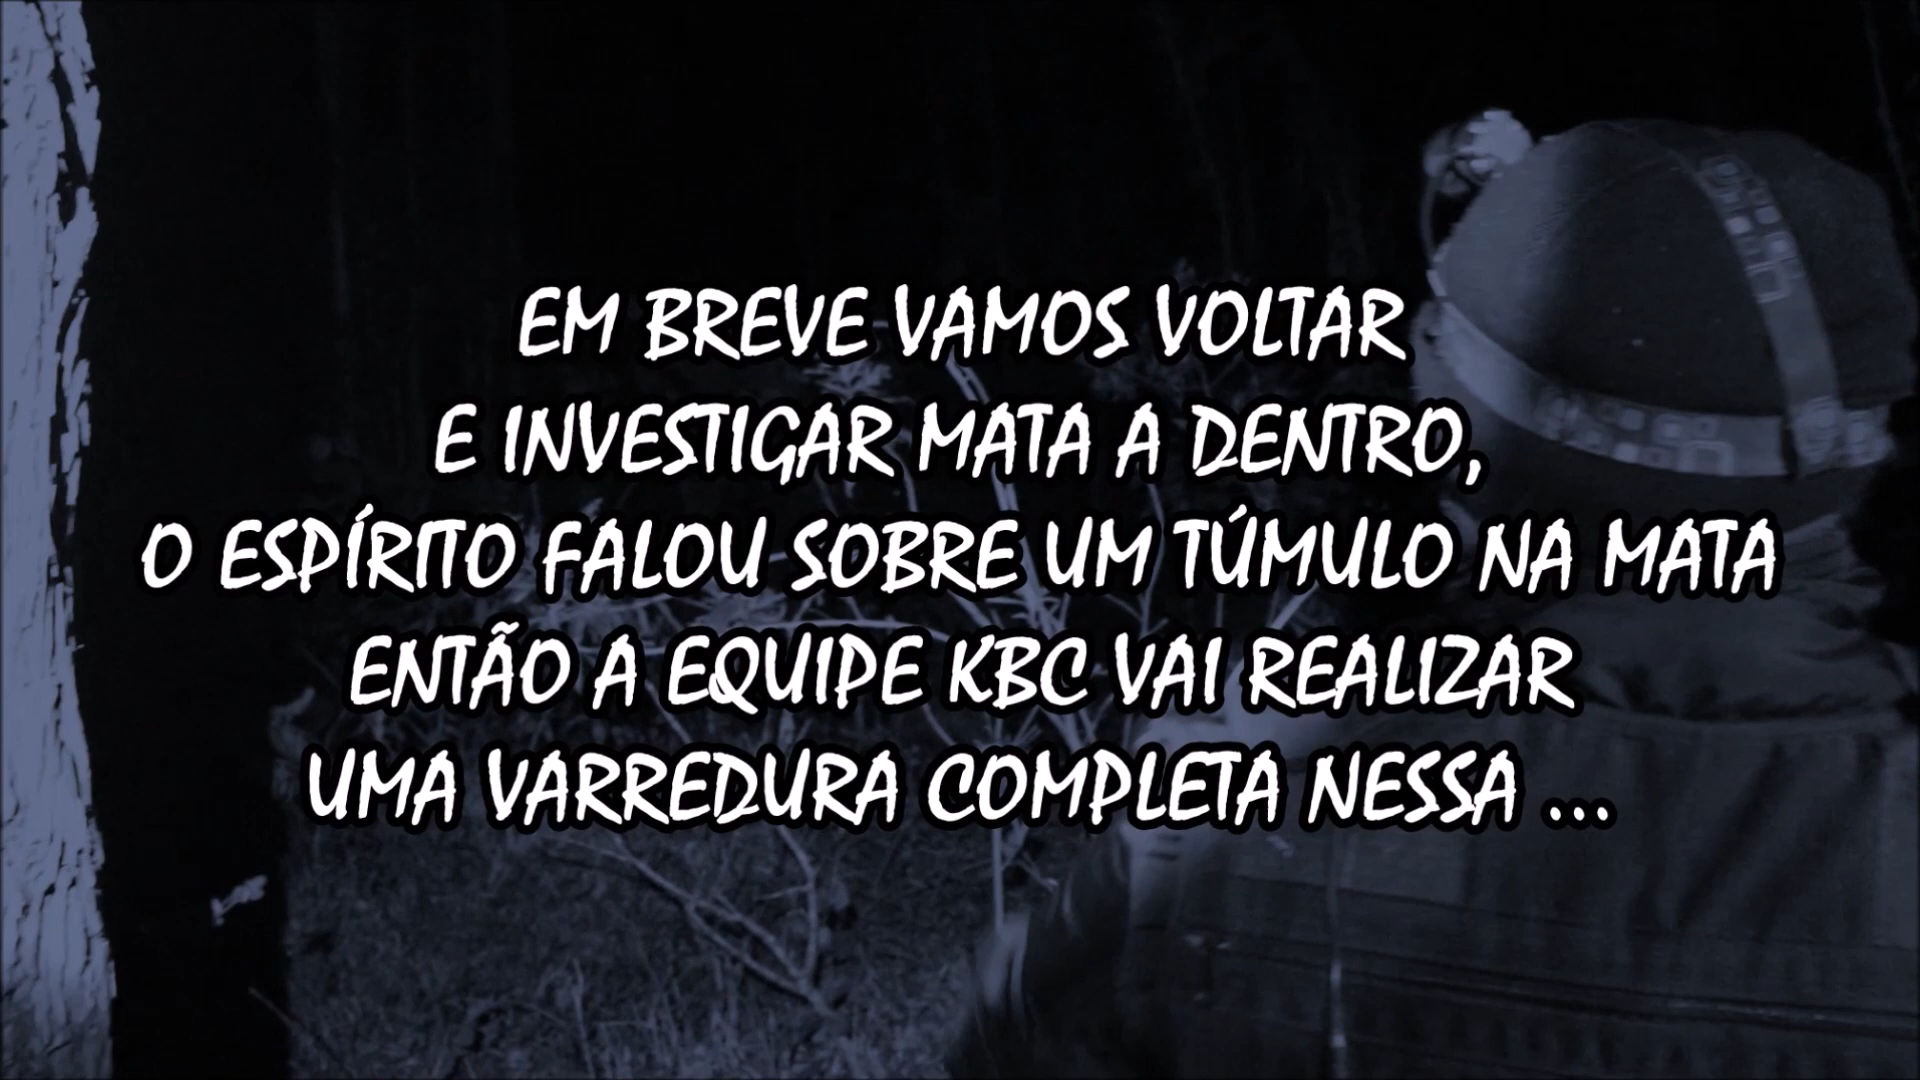 EM BREVE VAMOS VOLTAR
E INVESTIGAR MATA A DENTRO,
O ESPÍRITO FALOU SOBRE UM TÚMULO NA MATA
ENTÃO A EQUIPE KBC VAI REALIZAR
UMA VARREDURA COMPLETA NESSA ...